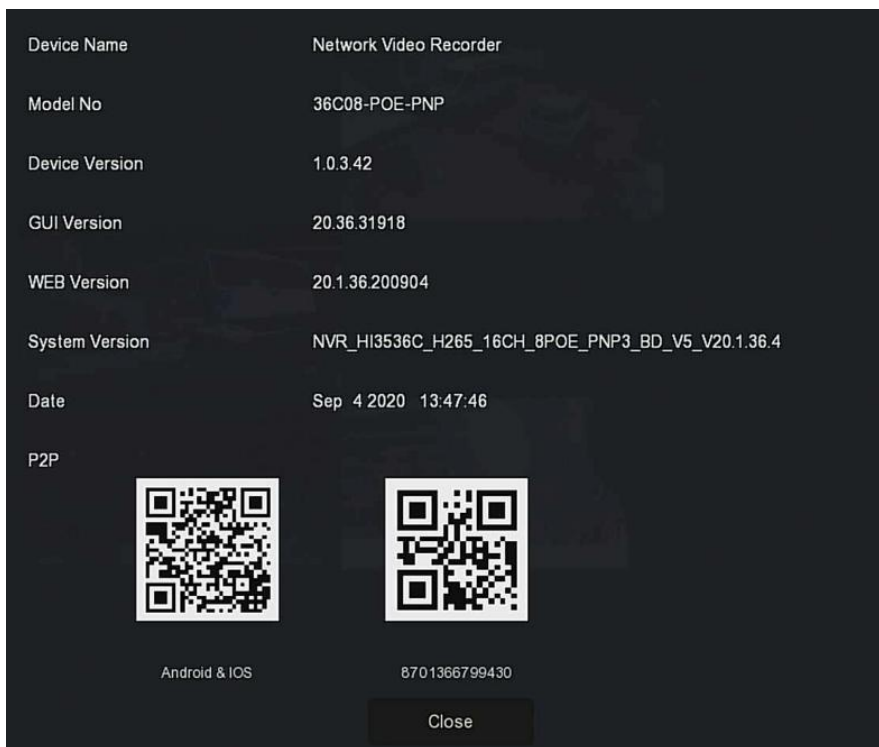 Device Name Network Video Recorder
Model No 36C08-POE-PNP
Device Version 1.0.3.42
GUI Version 20.36.31918
WEB Version 20.1.36.200904
System Version NVR_HI3536C_H265_16CH_8POE_PNP3_BD_V5_V20.1.36.4
Date Sep 4 2020 13:47:46
P2P
Android & IOS 8701366799430
Close